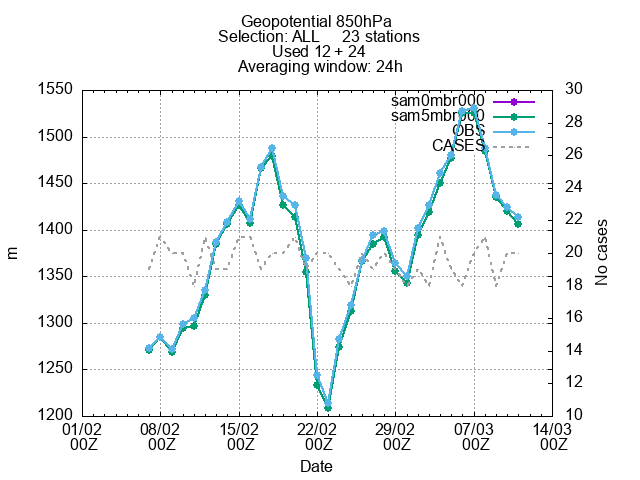 Geopotential 850hPa
Selection: ALL 23 stations
Used 12 + 24
Averaging window: 24h
1550
1500
1450
1400
1350
1300
1250
1200
m
30
28
26
24
22
20
18
16
14
12
10
No cases
sam0mbr000
sam5mbr000
OBS
CASES
01/02 08/02 15/02 22/02 29/02 07/03 14/03
00Z 00Z 00Z 00Z 00Z 00Z 00Z
Date